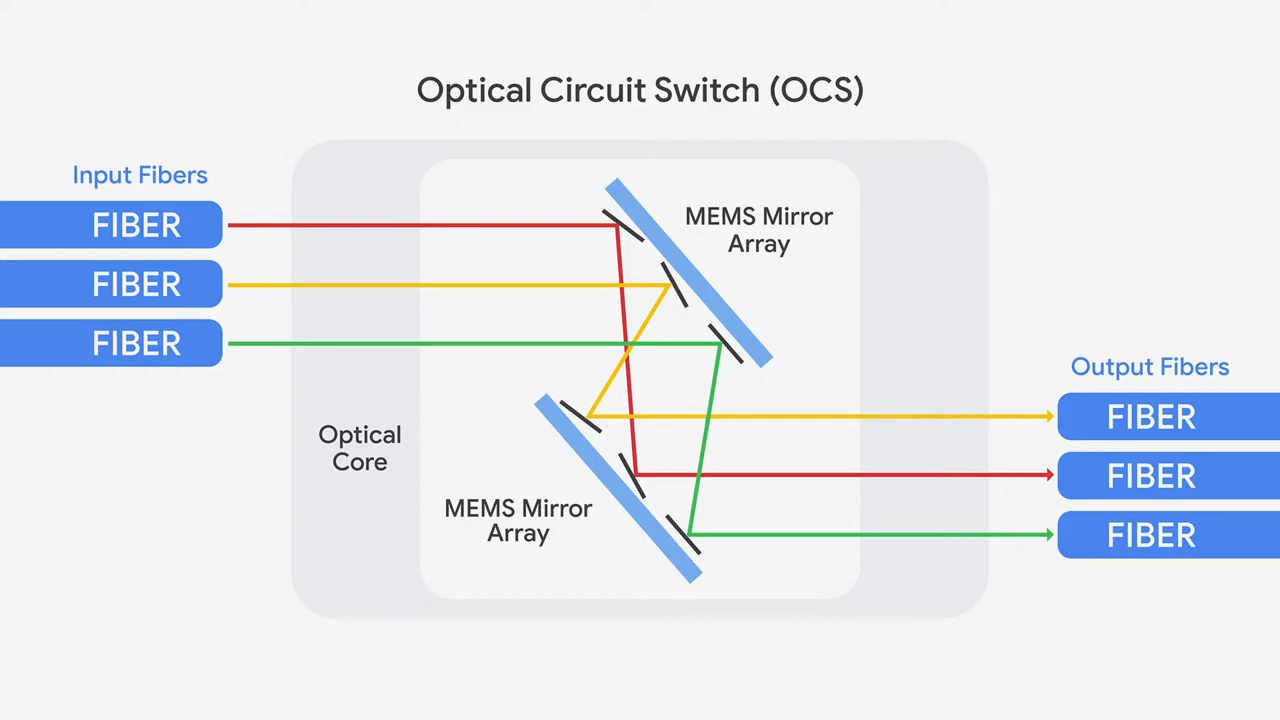 Optical Circuit Switch (OCS)
Input Fibers
FIBER
FIBER
FIBER
MEMS Mirror
Array
Optical
Core
MEMS Mirror
Array
Output Fibers
FIBER
FIBER
FIBER